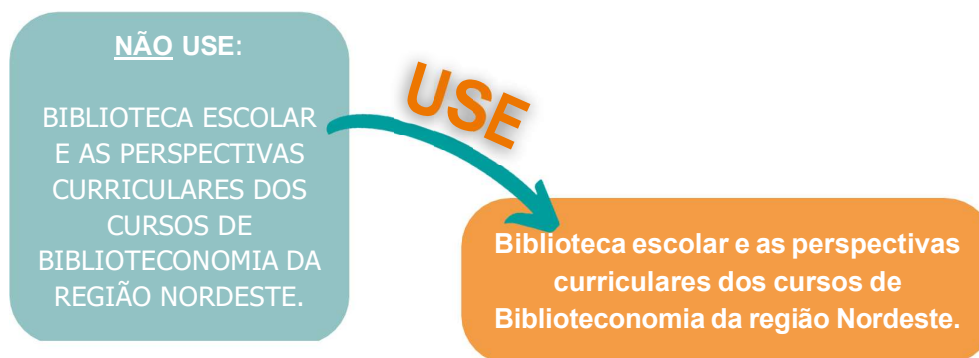 NÃO USE:
BIBLIOTECA ESCOLAR
E AS PERSPECTIVAS
CURRICULARES DOS
CURSOS DE
BIBLIOTECONOMIA DA
REGIÃO NORDESTE.
USE
Biblioteca escolar e as perspectivas
curriculares dos cursos de
Biblioteconomia da região Nordeste.